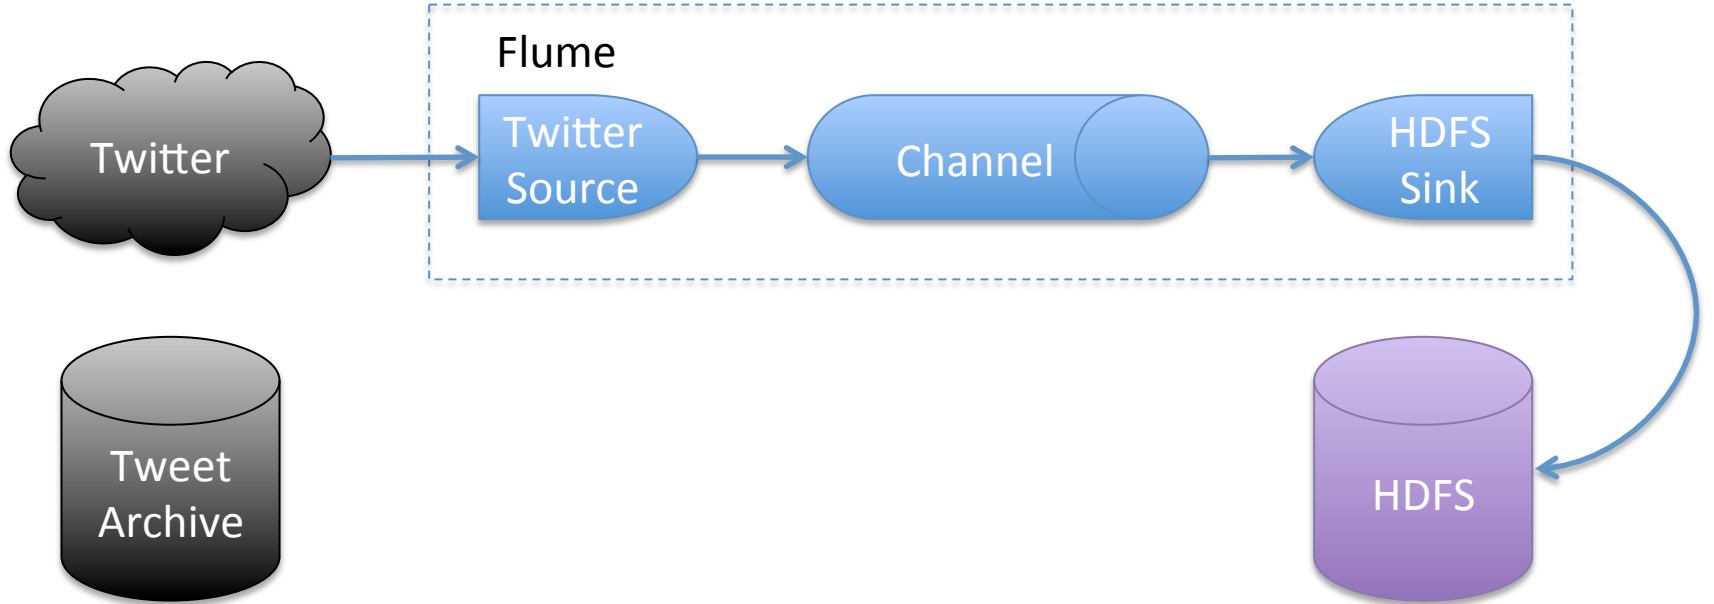 Flume
Twitter
Twitter
Source
Channel
HDFS
Sink
Tweet
Archive
HDFS